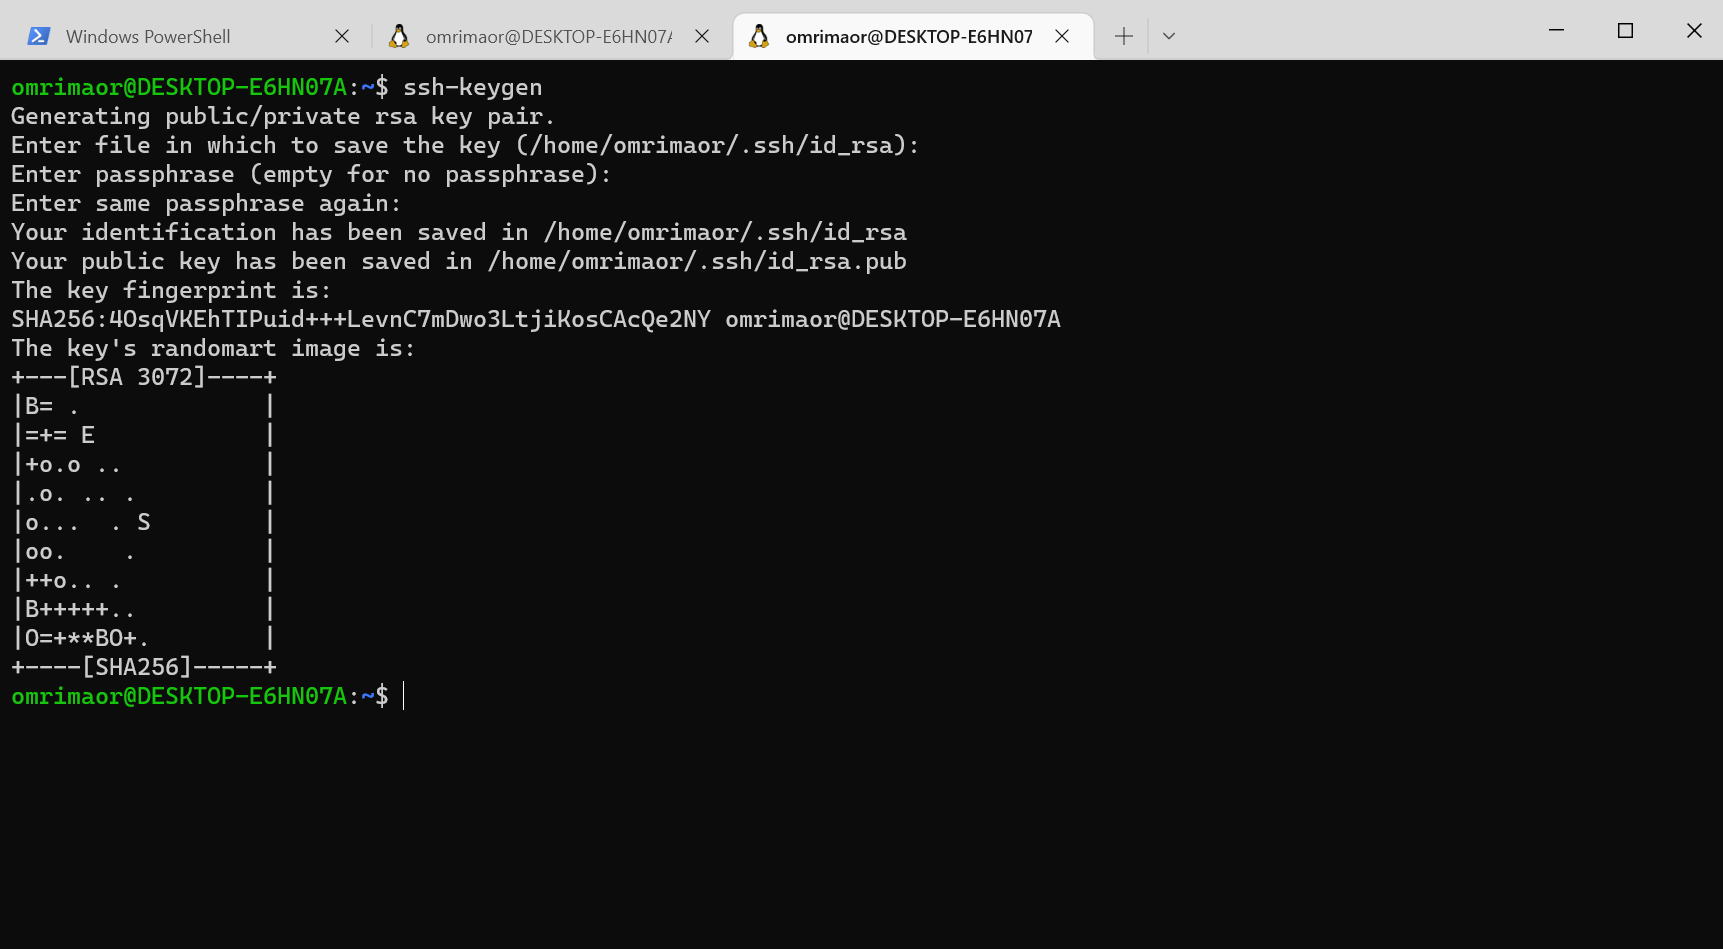 Windows PowerShell
omrimaor@DESKTOP-E6HN07A
omrimaor@DESKTOP-E6HN07
omrimaor@DESKTOP-E6HN07A:~$ ssh-keygen
Generating public/private rsa key pair.
Enter file in which to save the key (/home/omrimaor/.ssh/id_rsa):
Enter passphrase (empty for no passphrase):
Enter same passphrase again:
Your identification has been saved in /home/omrimaor/.ssh/id_rsa
Your public key has been saved in /home/omrimaor/.ssh/id_rsa.pub
The key fingerprint is:
SHA256:4OsqVKEhTIPuid+++LevnC7mDwo3LtjiKosCAcQe2NY omrimaor@DESKTOP-E6HN07A
The key's randomart image is:
+---[RSA 3072]----+
|B= .             |
|=+= E            |
|+o.o ..          |
|.o. .. .         |
|o...  . S        |
|oo.    .         |
|++o.. .          |
|B+++++..         |
|O=+**BO+.        |
+----[SHA256]-----+
omrimaor@DESKTOP-E6HN07A:~$